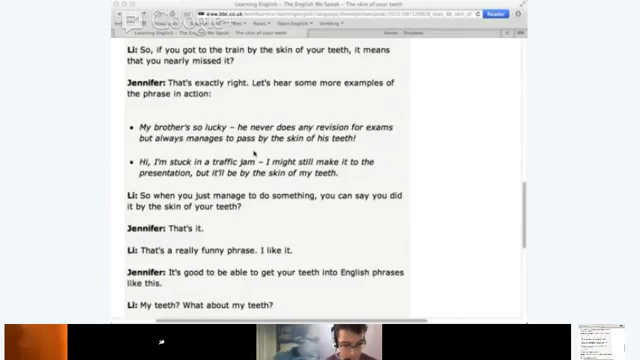 Learning English - The English We Speak - The skin of your teeth
www.bbc.co.uk
Reader
News
Li: So, if you got to the train by the skin of your teeth, it means
that you nearly missed it?
Jennifer: That's exactly right. Let's hear some more examples of
the phrase in action:
• My brother's so lucky – he never does any revision for exams
but always manages to pass by the skin of his teeth!
• Hi, I'm stuck in a traffic jam – I might still make it to the
presentation, but it'll be by the skin of my teeth.
Li: So when you just manage to do something, you can say you did
it by the skin of your teeth?
Jennifer: That's it.
Li: That's a really funny phrase. I like it.
Jennifer: It's good to be able to get your teeth into English phrases
like this.
Li: My teeth? What about my teeth?